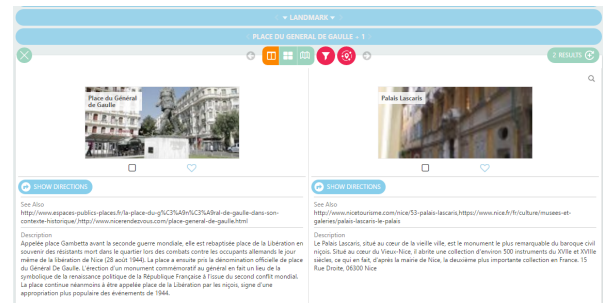 ▾ LANDMARK ▾
PLACE DU GENERAL DE GAULLE × 1
2 RESULTS
Place du Général
de Gaulle
Palais Lascaris
SHOW DIRECTIONS
See Also
http://www.espaces-publics-places.fr/la-place-du-g%C3%A9n%C3%A9ral-de-gaulle-dans-son-
contexte-historique/,http://www.nicerendezvous.com/place-general-de-gaulle.html
Description
Appelée place Gambetta avant la seconde guerre mondiale, elle est rebaptisée place de la Libération en
souvenir des résistants mort dans le quartier lors des combats contre les occupants allemands le jour
même de la libération de Nice (28 août 1944). La place a ensuite pris la dénomination officielle de place
du Général De Gaulle. L'érection d'un monument commémoratif au général en fait un lieu de la
symbolique de la renaissance politique de la République Française à l'issue du second conflit mondial.
La place continue néanmoins à être appelée place de la Libération par les niçois, signe d'une
appropriation plus populaire des évènements de 1944.
SHOW DIRECTIONS
See Also
http://www.nicetourisme.com/nice/53-palais-lascaris,https://www.nice.fr/fr/culture/musees-et-
galeries/palais-lascaris-le-palais
Description
Le Palais Lascaris, situé au cœur de la vieille ville, est le monument le plus remarquable du baroque civil
niçois. Situé au cœur du Vieux-Nice, il abrite une collection d'environ 500 instruments du XVIIe et XVIIIe
siècles, ce qui en fait, d'après la mairie de Nice, la deuxième plus importante collection en France. 15
Rue Droite, 06300 Nice